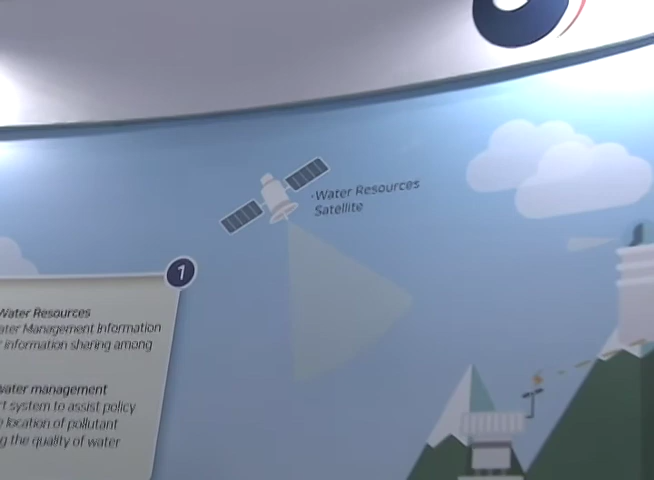 ·Water Resources
Satellite
1
Water Resources
ater Management Information
information sharing among
water management
rt system to assist policy
location of pollutant
g the quality of water